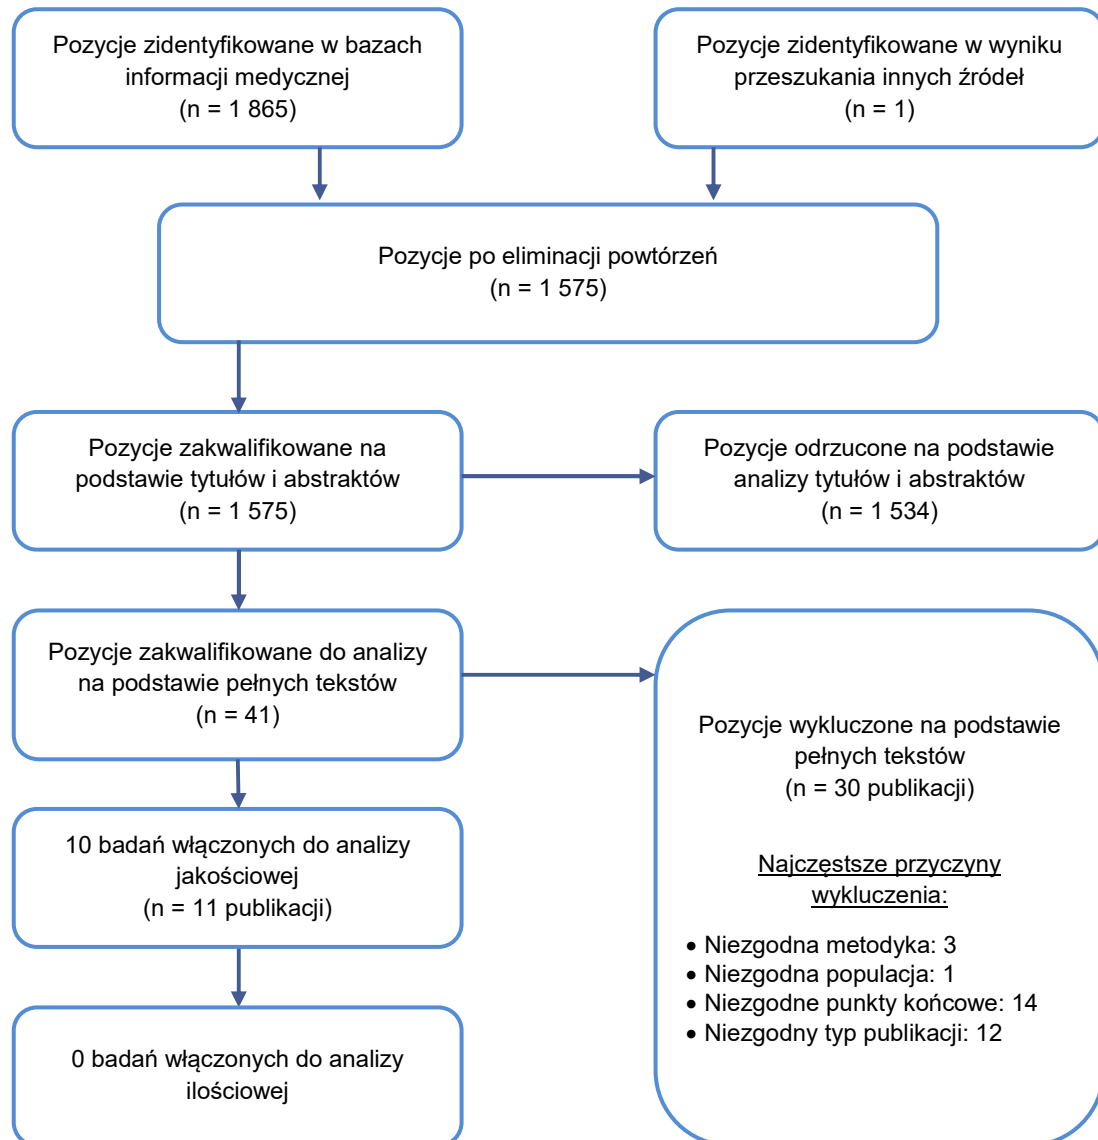 Pozycje zidentyfikowane w bazach
informacji medycznej
(n = 1 865)
Pozycje zidentyfikowane w wyniku
przeszukania innych źródeł
(n = 1)
Pozycje po eliminacji powtórzeń
(n = 1 575)
Pozycje zakwalifikowane na
podstawie tytułów i abstraktów
(n = 1 575)
Pozycje odrzucone na podstawie
analizy tytułów i abstraktów
(n = 1 534)
Pozycje zakwalifikowane do analizy
na podstawie pełnych tekstów
(n = 41)
Pozycje wykluczone na podstawie
pełnych tekstów
(n = 30 publikacji)
Najczęstsze przyczyny
wykluczenia:
• Niezgodna metodyka: 3
• Niezgodna populacja: 1
• Niezgodne punkty końcowe: 14
• Niezgodny typ publikacji: 12
10 badań włączonych do analizy
jakościowej
(n = 11 publikacji)
0 badań włączonych do analizy
ilościowej